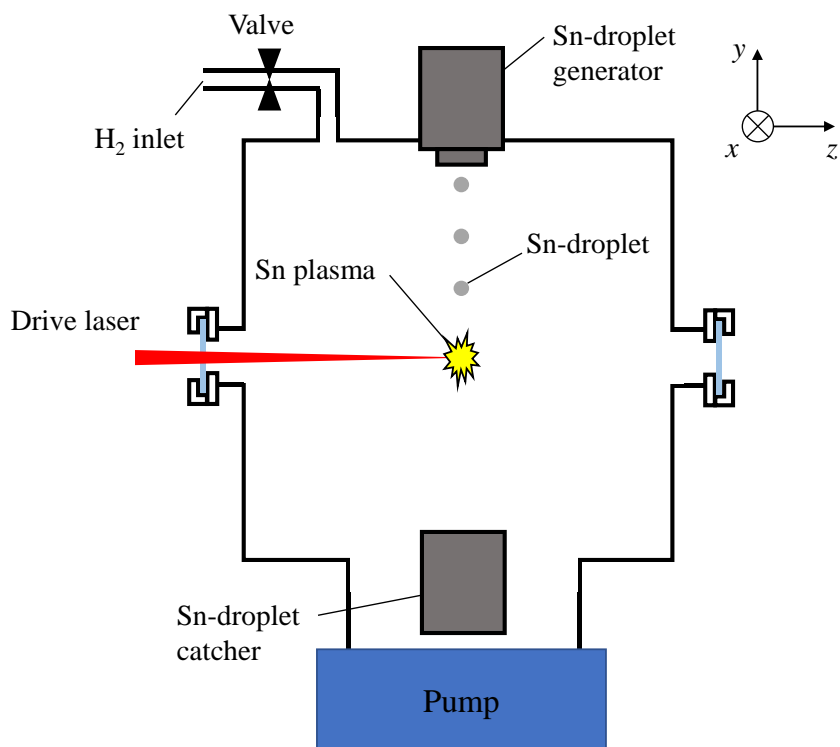 Valve
Sn-droplet
generator
y
H₂ inlet
x
z
Sn-droplet
Sn plasma
Drive laser
Sn-droplet
catcher
Pump